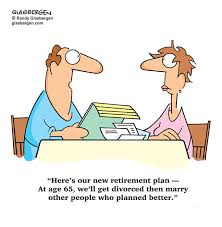 GLASBERGEN
© Randy Glasbergen
glasbergen.com
"Here's our new retirement plan —
At age 65, we'll get divorced then marry
other people who planned better."